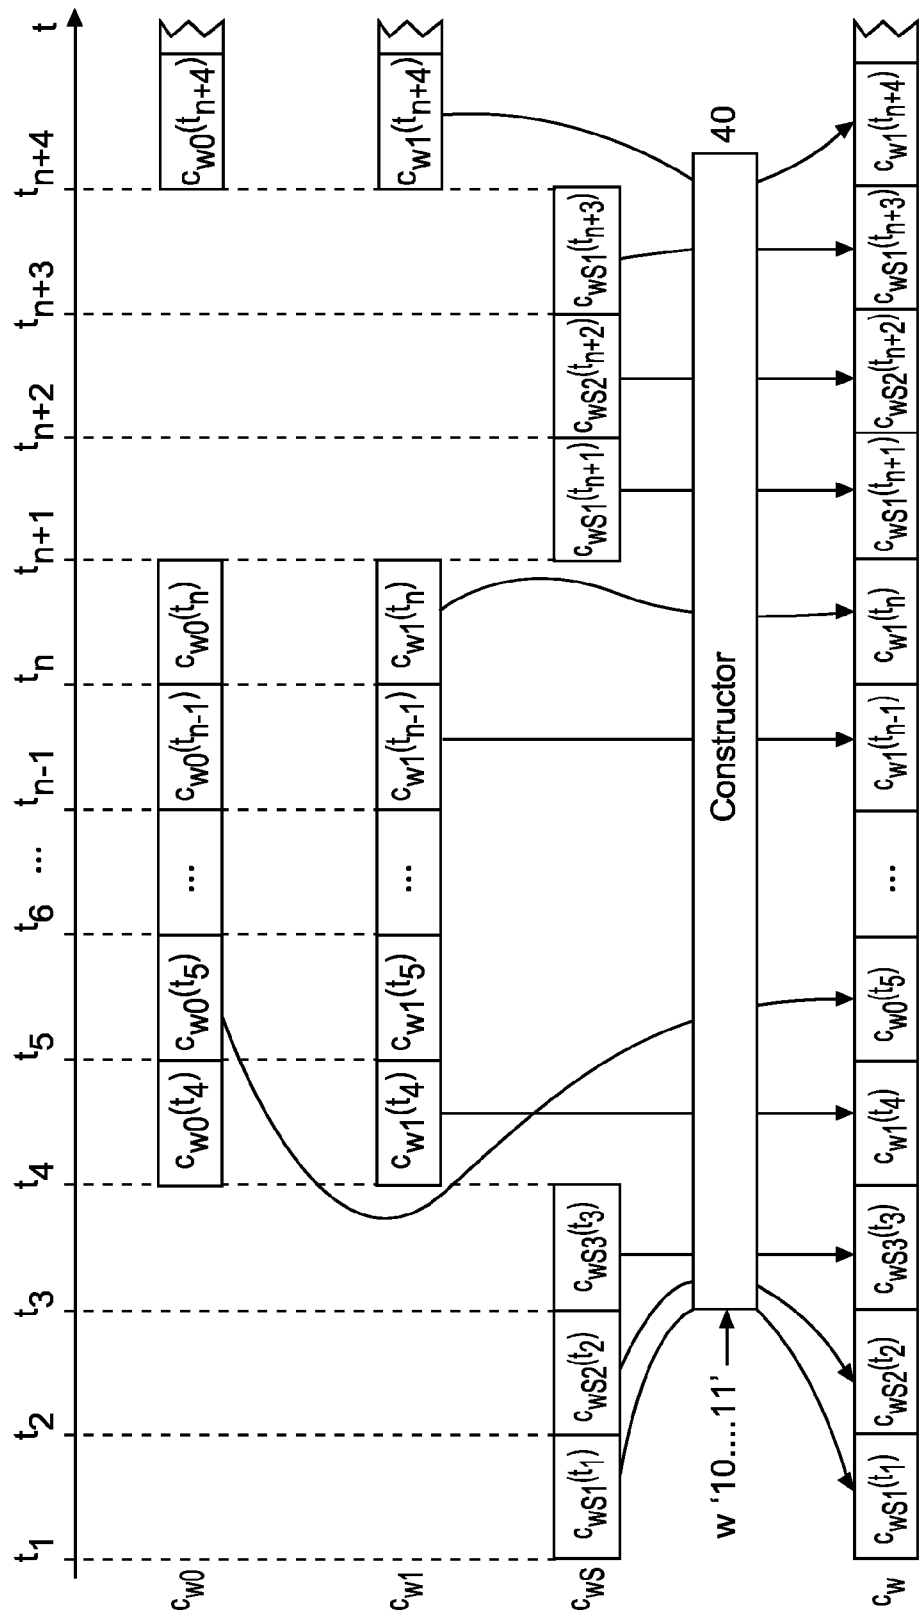 t1 t2 t3 t4 t5 t6 ... tn-1 tn tn+1 tn+2 tn+3 tn+4 t
cw0 cw0(t4) cw0(t5) ... cw0(tn-1) cw0(tn) cw0(tn+4)
cw1 cw1(t4) cw1(t5) ... cw1(tn-1) cw1(tn) cw1(tn+4)
cwS cwS1(t1) cwS2(t2) cwS3(t3) cwS1(tn+1) cwS2(tn+2) cwS1(tn+3)
w '10....11' Constructor 40
cw cwS1(t1) cwS2(t2) cwS3(t3) cw1(t4) cw0(t5) ... cw1(tn-1) cw1(tn) cwS1(tn+1) cwS2(tn+2) cwS1(tn+3) cw1(tn+4)